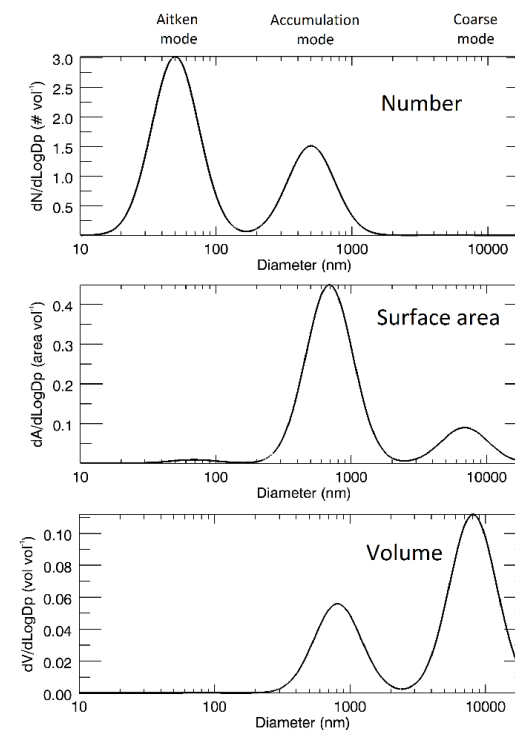 Aitken mode
Accumulation mode
Coarse mode
3.0
2.5
2.0
1.5
1.0
0.5
dN/dLogDp (# vol⁻¹)
Number
10 100 1000 10000
Diameter (nm)
0.4
0.3
0.2
0.1
dA/dLogDp (area vol⁻¹)
Surface area
10 100 1000 10000
Diameter (nm)
0.10
0.08
0.06
0.04
0.02
0.00
dV/dLogDp (vol vol⁻¹)
Volume
10 100 1000 10000
Diameter (nm)